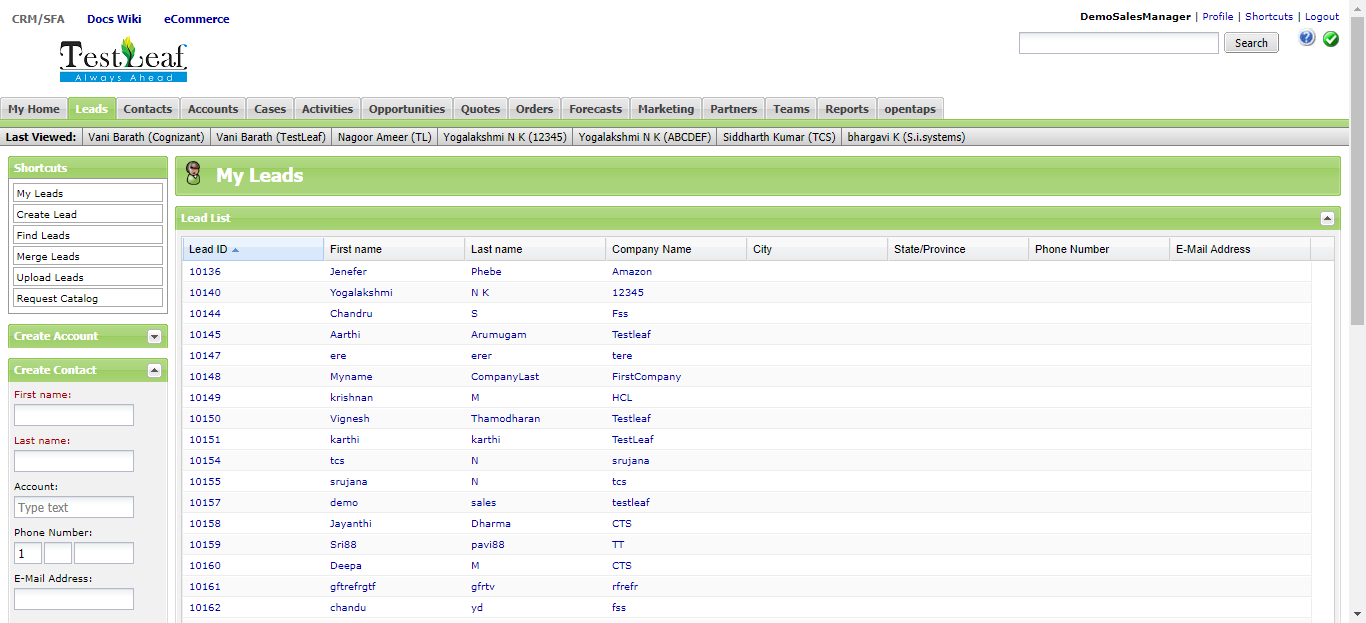 CRM/SFA Docs Wiki eCommerce
DemoSalesManager | Profile | Shortcuts | Logout
TestLeaf
Always Ahead
Search
?
My Home Leads Contacts Accounts Cases Activities Opportunities Quotes Orders Forecasts Marketing Partners Teams Reports opentaps
Last Viewed: Vani Barath (Cognizant) Vani Barath (TestLeaf) Nagoor Ameer (TL) Yogalakshmi N K (12345) Yogalakshmi N K (ABCDEF) Siddharth Kumar (TCS) bhargavi K (S.i.systems)
Shortcuts
My Leads
Create Lead
Find Leads
Merge Leads
Upload Leads
Request Catalog
Create Account
Create Contact
First name:
Last name:
Account:
Type text
Phone Number:
1
E-Mail Address:
My Leads
Lead List
Lead ID First name Last name Company Name City State/Province Phone Number E-Mail Address
10136 Jenefer Phebe Amazon
10140 Yogalakshmi N K 12345
10144 Chandru S Fss
10145 Aarthi Arumugam Testleaf
10147 ere erer tere
10148 Myname CompanyLast FirstCompany
10149 krishnan M HCL
10150 Vignesh Thamodharan Testleaf
10151 karthi karthi TestLeaf
10154 tcs N srujana
10155 srujana N tcs
10157 demo sales testleaf
10158 Jayanthi Dharma CTS
10159 Sri88 pavi88 TT
10160 Deepa M CTS
10161 gftrefrgtf gfrtv rfrefr
10162 chandu yd fss